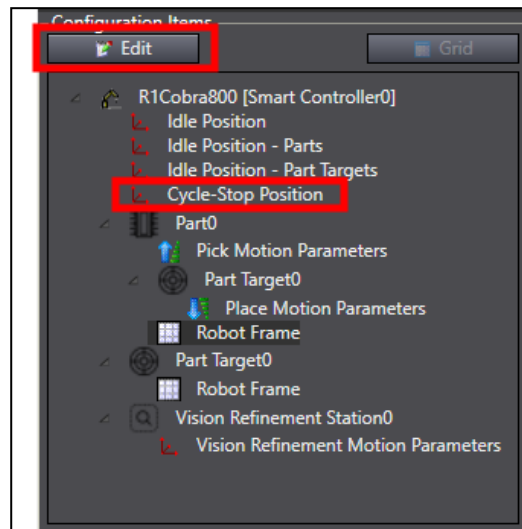 Configuration Items
Edit
Grid
R1Cobra800 [Smart Controller0]
Idle Position
Idle Position - Parts
Idle Position - Part Targets
Cycle-Stop Position
Part0
Pick Motion Parameters
Part Target0
Place Motion Parameters
Robot Frame
Part Target0
Robot Frame
Vision Refinement Station0
Vision Refinement Motion Parameters